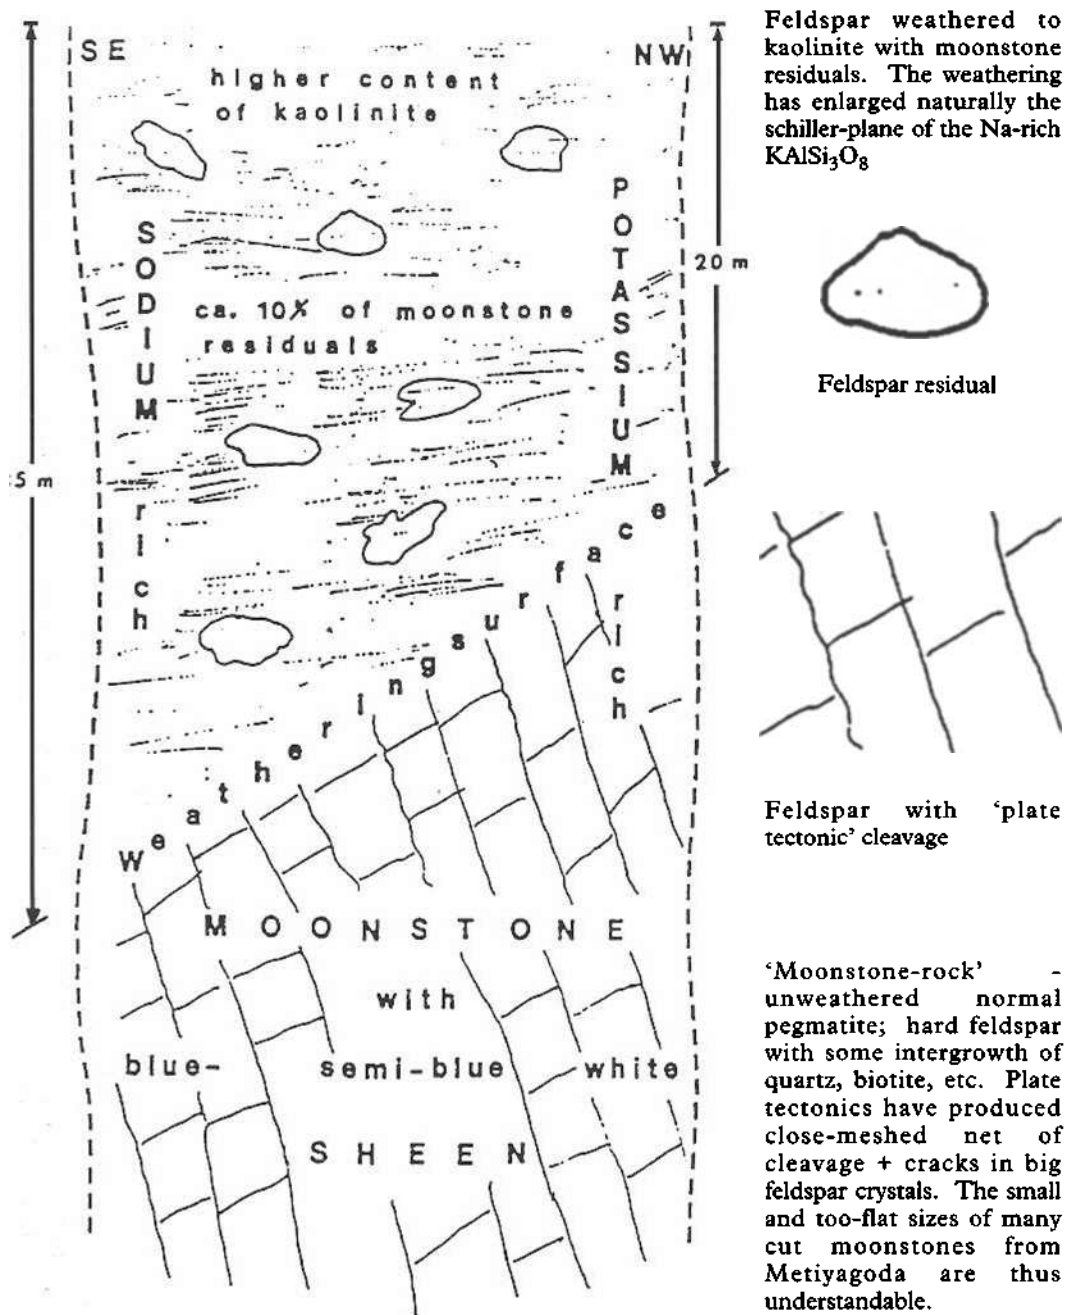 SE
NW
higher content
of kaolinite
SODIUM
rich
POTASSIUM
rich
20 m
ca. 10% of moonstone
residuals
5 m
Weathering surface
MOONSTONE
with
blue- semi-blue white
SHEEN
Feldspar weathered to
kaolinite with moonstone
residuals. The weathering
has enlarged naturally the
schiller-plane of the Na-rich
KAlSi₃O₈
Feldspar residual
Feldspar with ‘plate
tectonic’ cleavage
‘Moonstone-rock’ -
unweathered normal
pegmatite; hard feldspar
with some intergrowth of
quartz, biotite, etc. Plate
tectonics have produced
close-meshed net of
cleavage + cracks in big
feldspar crystals. The small
and too-flat sizes of many
cut moonstones from
Metiyagoda are thus
understandable.